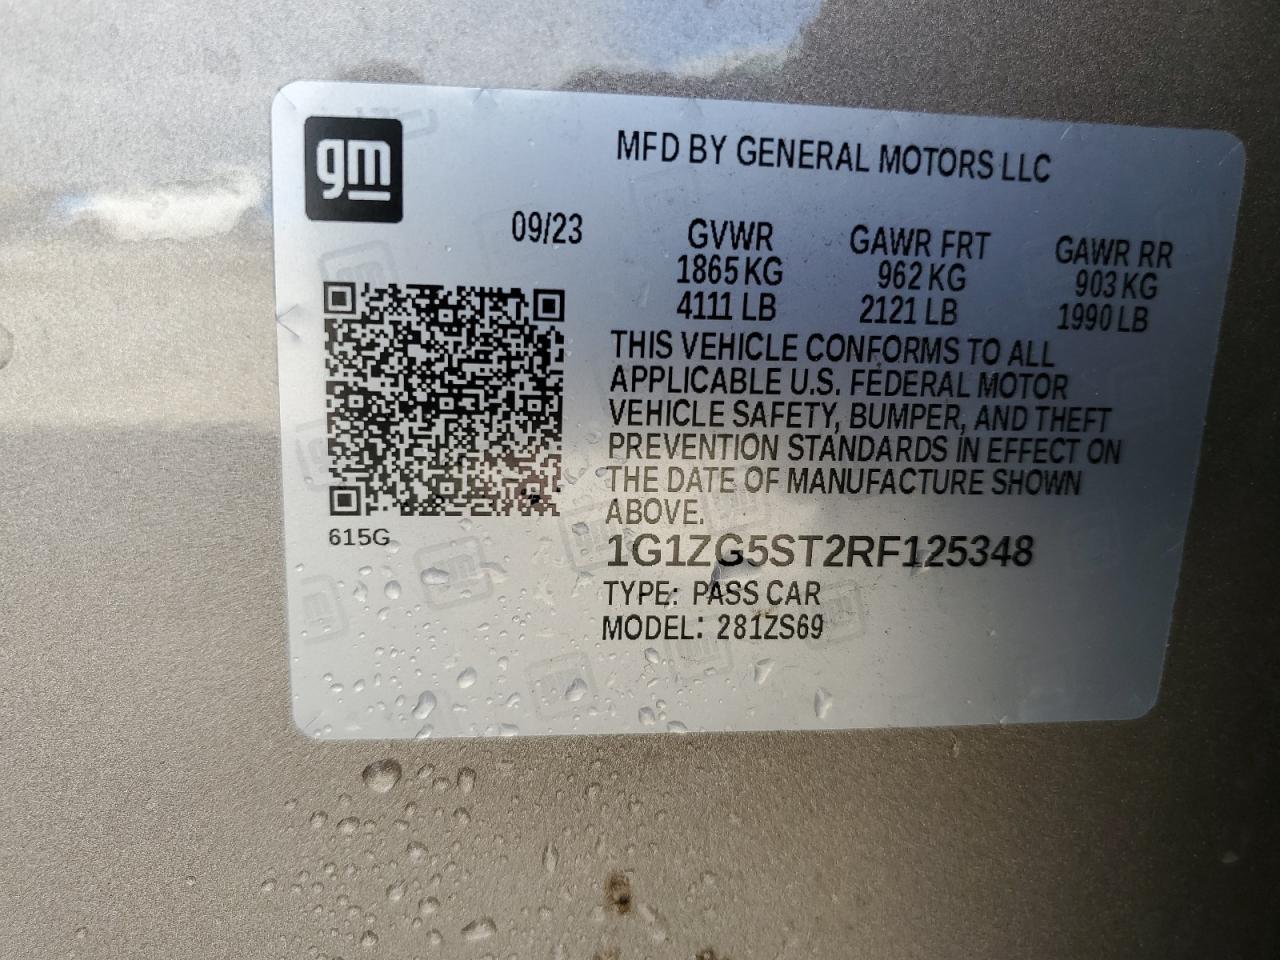 gm
MFD BY GENERAL MOTORS LLC
09/23 GVWR GAWR FRT GAWR RR
1865 KG 962 KG 903 KG
4111 LB 2121 LB 1990 LB
THIS VEHICLE CONFORMS TO ALL
APPLICABLE U.S. FEDERAL MOTOR
VEHICLE SAFETY, BUMPER, AND THEFT
PREVENTION STANDARDS IN EFFECT ON
THE DATE OF MANUFACTURE SHOWN
ABOVE.
615G
1G1ZG5ST2RF125348
TYPE: PASS CAR
MODEL: 281ZS69